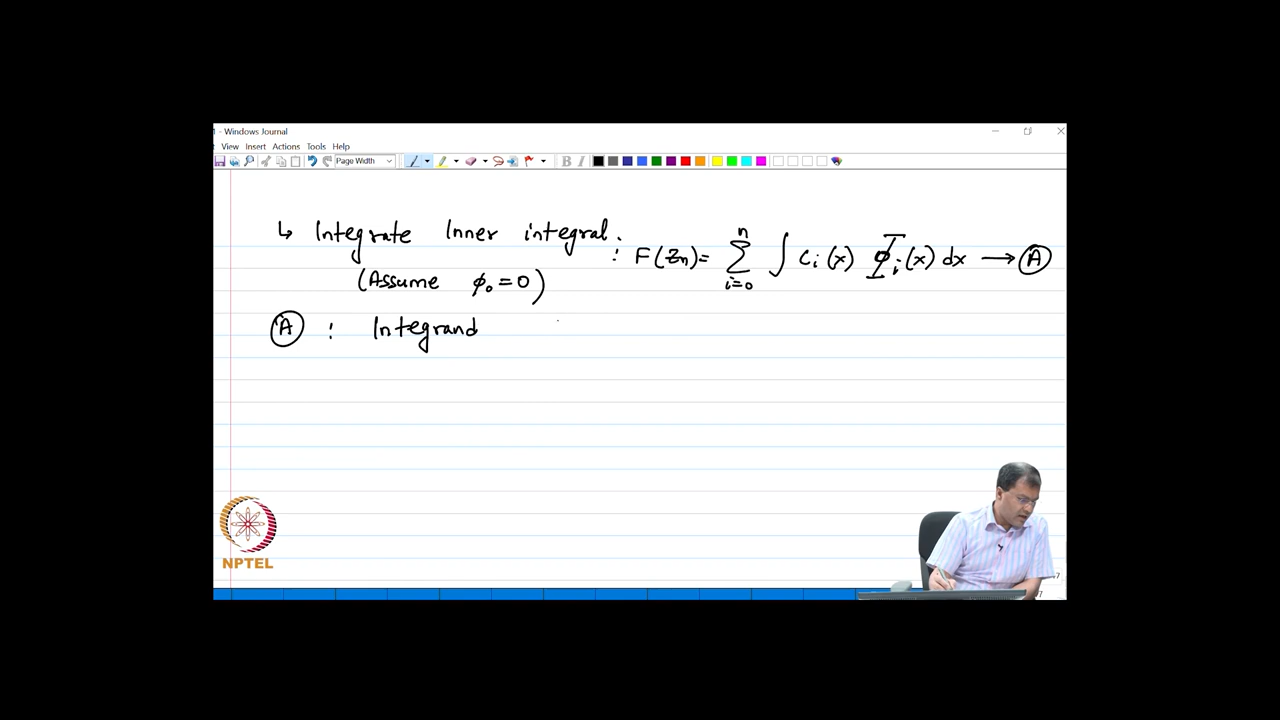 1 - Windows Journal
View Insert Actions Tools Help
Page Width
B I
↳ Integrate Inner integral.
: F(Zn) = Σ_{i=0}^{n} ∫ Ci(x) Φi(x) dx → (A)
(Assume ϕ₀ = 0)
(A) : Integrand
NPTEL